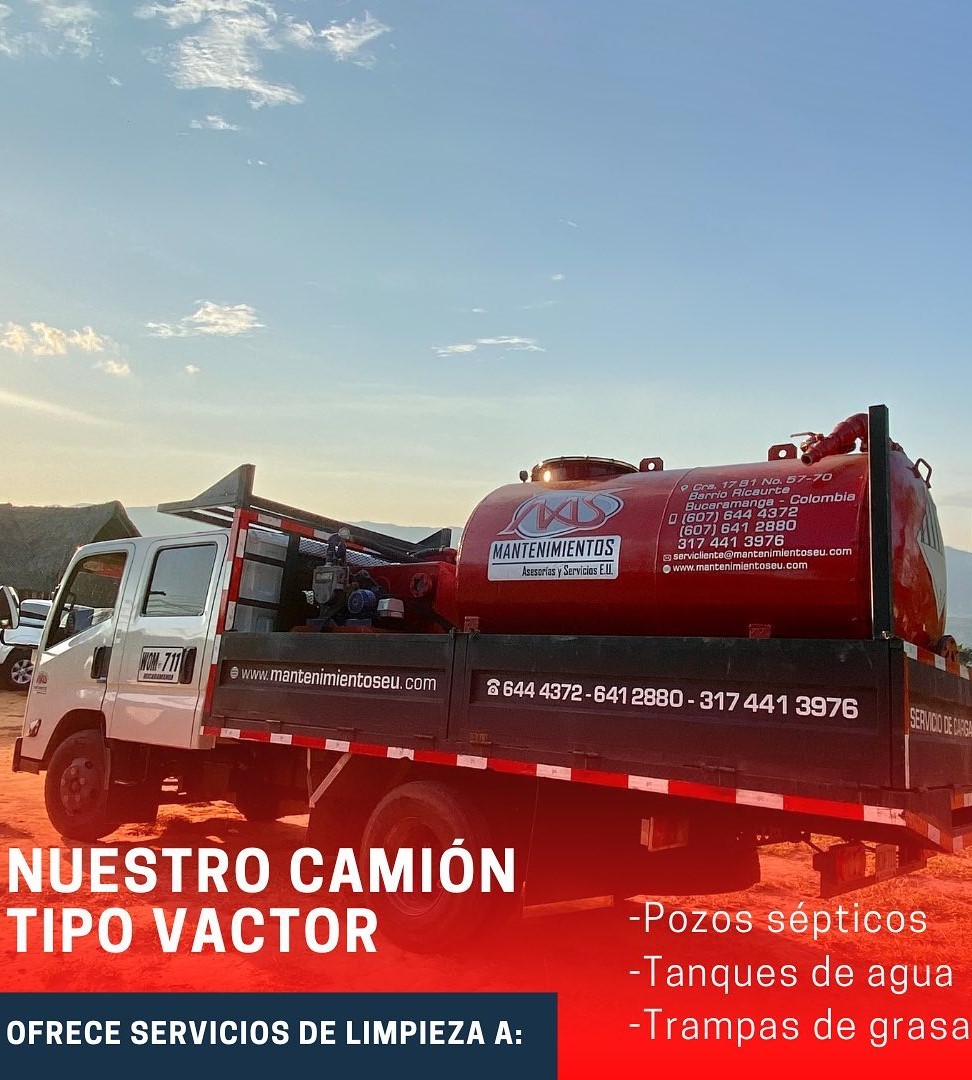 MAS
MANTENIMIENTOS
Asesorías y Servicios E.U.
Cra. 17 B1 No. 57-70
Barrio Ricaurte
Bucaramanga - Colombia
(607) 644 4372
(607) 641 2880
317 441 3976
servicliente@mantenimientoseu.com
www.mantenimientoseu.com
WOM-711
BUCARAMANGA
www.mantenimientoseu.com
644 4372 - 641 2880 - 317 441 3976
SERVICIO DE CARGA
NUESTRO CAMIÓN
TIPO VACTOR
OFRECE SERVICIOS DE LIMPIEZA A:
-Pozos sépticos
-Tanques de agua
-Trampas de grasa